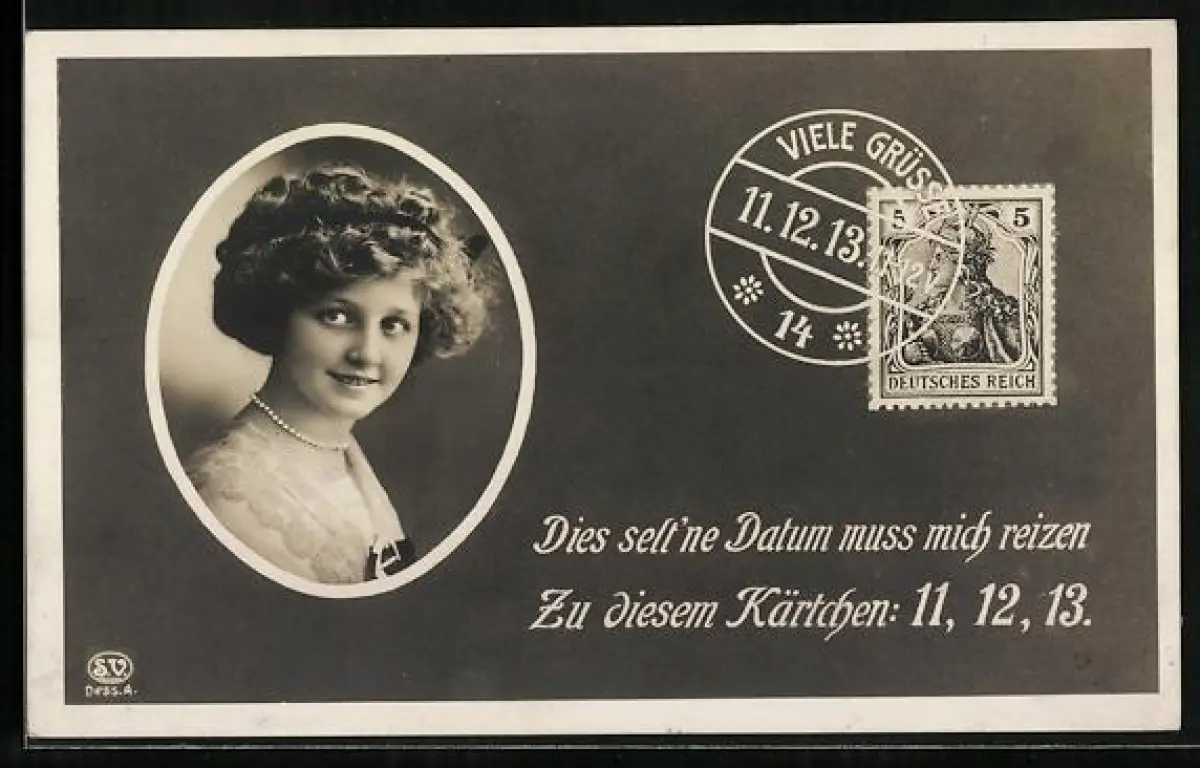 VIELE GRÜSSE
11.12.13.
14
5 5
DEUTSCHES REICH
Dies selt'ne Datum muss mich reizen
Zu diesem Kärtchen: 11, 12, 13.
S.V.